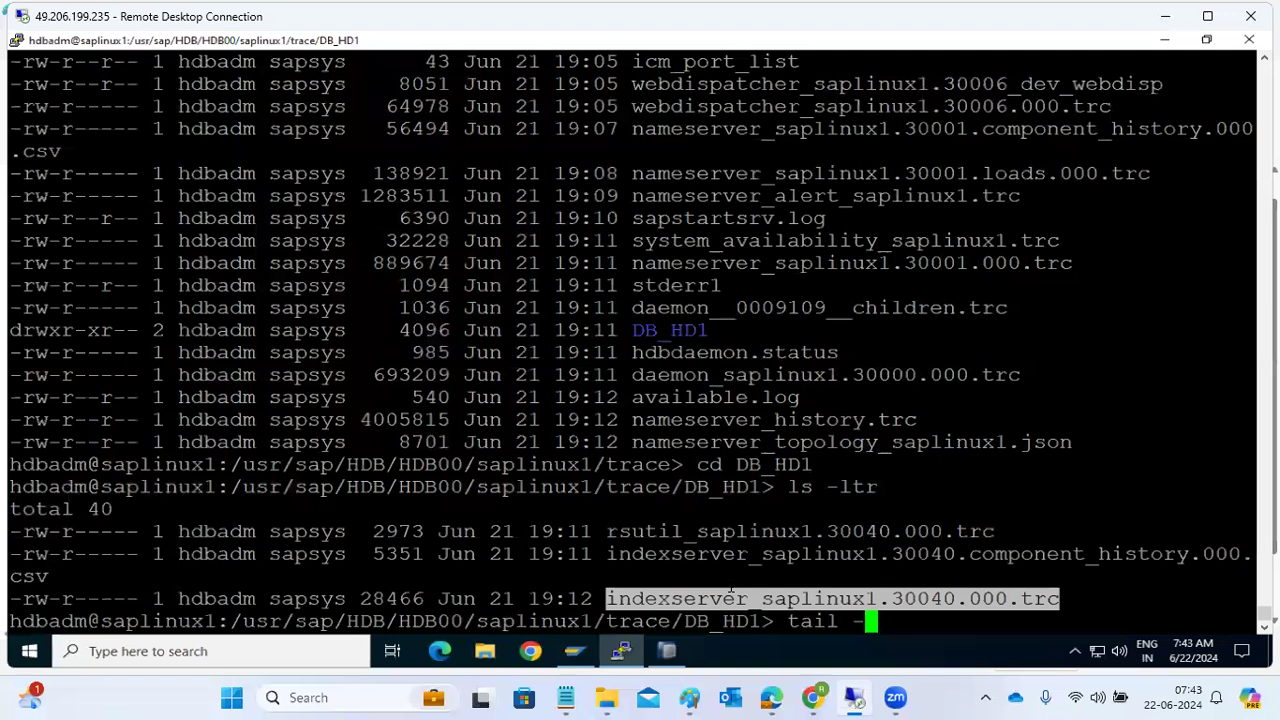 49.206.199.235 - Remote Desktop Connection
hdbadm@saplinux1:/usr/sap/HDB/HDB00/saplinux1/trace/DB_HD1
-rw-r--r-- 1 hdbadm sapsys 43 Jun 21 19:05 icm_port_list
-rw-r--r-- 1 hdbadm sapsys 8051 Jun 21 19:05 webdispatcher_saplinux1.30006_dev_webdisp
-rw-r----- 1 hdbadm sapsys 64978 Jun 21 19:05 webdispatcher_saplinux1.30006.000.trc
-rw-r----- 1 hdbadm sapsys 56494 Jun 21 19:07 nameserver_saplinux1.30001.component_history.000
.csv
-rw-r----- 1 hdbadm sapsys 138921 Jun 21 19:08 nameserver_saplinux1.30001.loads.000.trc
-rw-r----- 1 hdbadm sapsys 1283511 Jun 21 19:09 nameserver_alert_saplinux1.trc
-rw-r--r-- 1 hdbadm sapsys 6390 Jun 21 19:10 sapstartsrv.log
-rw-r----- 1 hdbadm sapsys 32228 Jun 21 19:11 system_availability_saplinux1.trc
-rw-r----- 1 hdbadm sapsys 889674 Jun 21 19:11 nameserver_saplinux1.30001.000.trc
-rw-r--r-- 1 hdbadm sapsys 1094 Jun 21 19:11 stderr1
-rw-r----- 1 hdbadm sapsys 1036 Jun 21 19:11 daemon__0009109__children.trc
drwxr-xr-- 2 hdbadm sapsys 4096 Jun 21 19:11 DB_HD1
-rw-r----- 1 hdbadm sapsys 985 Jun 21 19:11 hdbdaemon.status
-rw-r----- 1 hdbadm sapsys 693209 Jun 21 19:11 daemon_saplinux1.30000.000.trc
-rw-r----- 1 hdbadm sapsys 540 Jun 21 19:12 available.log
-rw-r----- 1 hdbadm sapsys 4005815 Jun 21 19:12 nameserver_history.trc
-rw-r----- 1 hdbadm sapsys 8701 Jun 21 19:12 nameserver_topology_saplinux1.json
hdbadm@saplinux1:/usr/sap/HDB/HDB00/saplinux1/trace> cd DB_HD1
hdbadm@saplinux1:/usr/sap/HDB/HDB00/saplinux1/trace/DB_HD1> ls -ltr
total 40
-rw-r----- 1 hdbadm sapsys 2973 Jun 21 19:11 rsutil_saplinux1.30040.000.trc
-rw-r----- 1 hdbadm sapsys 5351 Jun 21 19:11 indexserver_saplinux1.30040.component_history.000.
csv
-rw-r----- 1 hdbadm sapsys 28466 Jun 21 19:12 indexserver_saplinux1.30040.000.trc
hdbadm@saplinux1:/usr/sap/HDB/HDB00/saplinux1/trace/DB_HD1> tail -
Type here to search
ENG
IN
7:43 AM
6/22/2024
1
Search
R
zm
07:43
22-06-2024
PRE